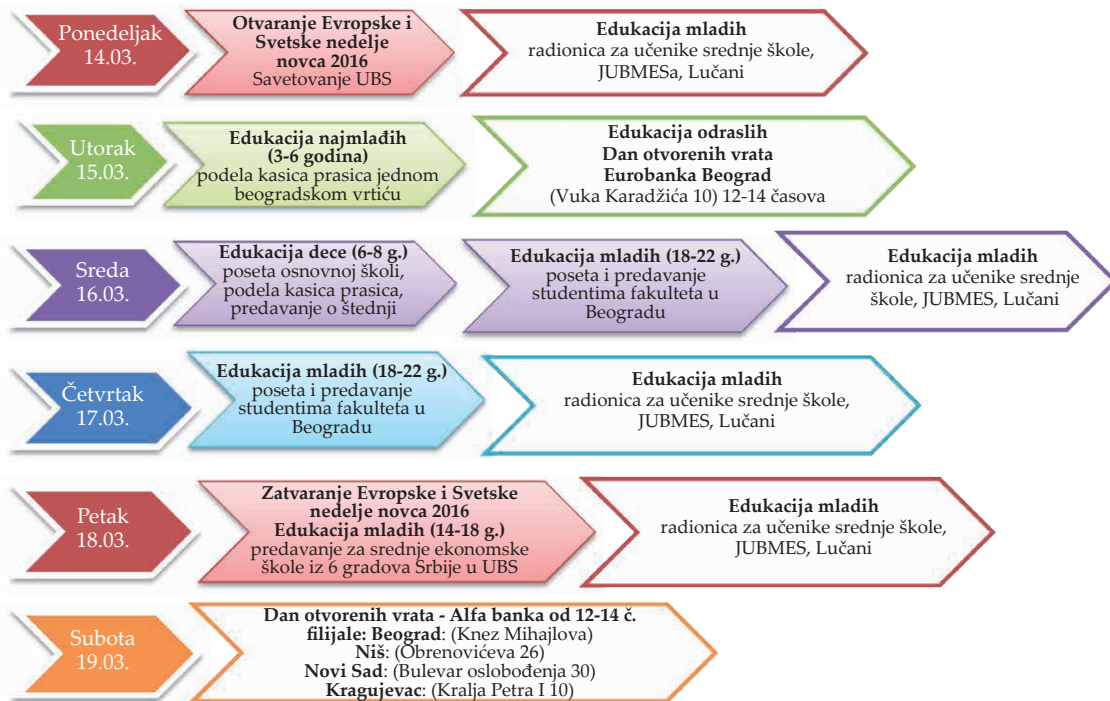 Ponedeljak
14.03.
Otvaranje Evropske i
Svetske nedelje
novca 2016
Savetovanje UBS
Edukacija mladih
radionica za učenike srednje škole,
JUBMESa, Lučani
Utorak
15.03.
Edukacija najmlađih
(3-6 godina)
podela kasica prasica jednom
beogradskom vrtiću
Edukacija odraslih
Dan otvorenih vrata
Eurobanka Beograd
(Vuka Karadžića 10) 12-14 časova
Sreda
16.03.
Edukacija dece (6-8 g.)
poseta osnovnoj školi,
podela kasica prasica,
predavanje o štednji
Edukacija mladih (18-22 g.)
poseta i predavanje
studentima fakulteta u
Beogradu
Edukacija mladih
radionica za učenike srednje
škole, JUBMES, Lučani
Četvrtak
17.03.
Edukacija mladih (18-22 g.)
poseta i predavanje
studentima fakulteta u
Beogradu
Edukacija mladih
radionica za učenike srednje škole,
JUBMES, Lučani
Petak
18.03.
Zatvaranje Evropske i Svetske
nedelje novca 2016
Edukacija mladih (14-18 g.)
predavanje za srednje ekonomske
škole iz 6 gradova Srbije u UBS
Edukacija mladih
radionica za učenike srednje škole,
JUBMES, Lučani
Subota
19.03.
Dan otvorenih vrata - Alfa banka od 12-14 č.
filijale: Beograd: (Knez Mihajlova)
Niš: (Obrenovićeva 26)
Novi Sad: (Bulevar oslobođenja 30)
Kragujevac: (Kralja Petra I 10)